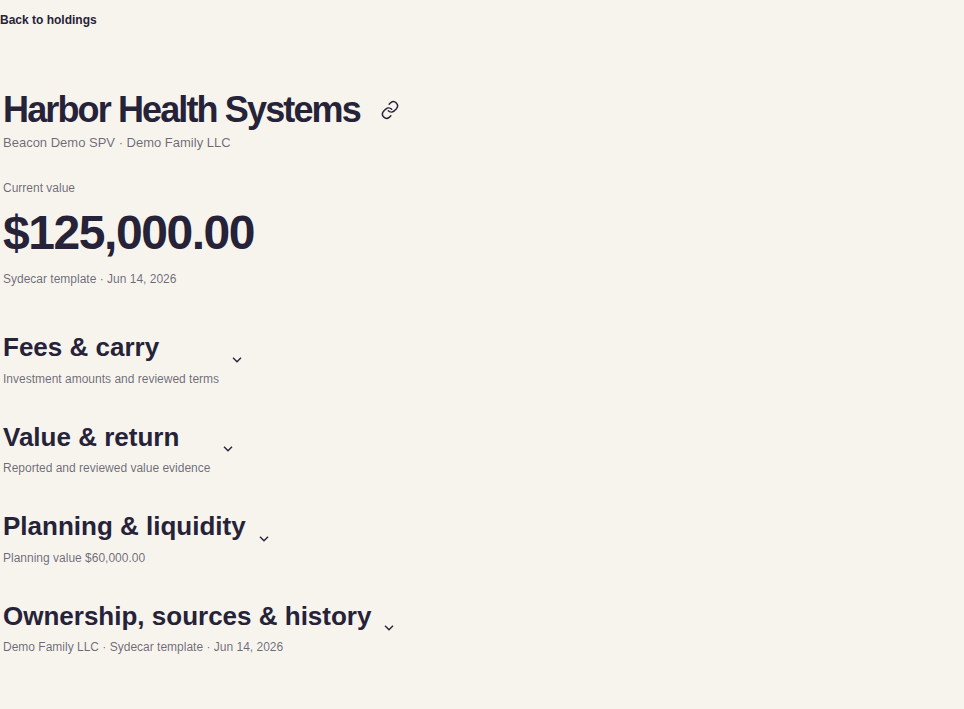 Back to holdings
Harbor Health Systems
Beacon Demo SPV · Demo Family LLC
Current value
$125,000.00
Sydecar template · Jun 14, 2026
Fees & carry
Investment amounts and reviewed terms
Value & return
Reported and reviewed value evidence
Planning & liquidity
Planning value $60,000.00
Ownership, sources & history
Demo Family LLC · Sydecar template · Jun 14, 2026